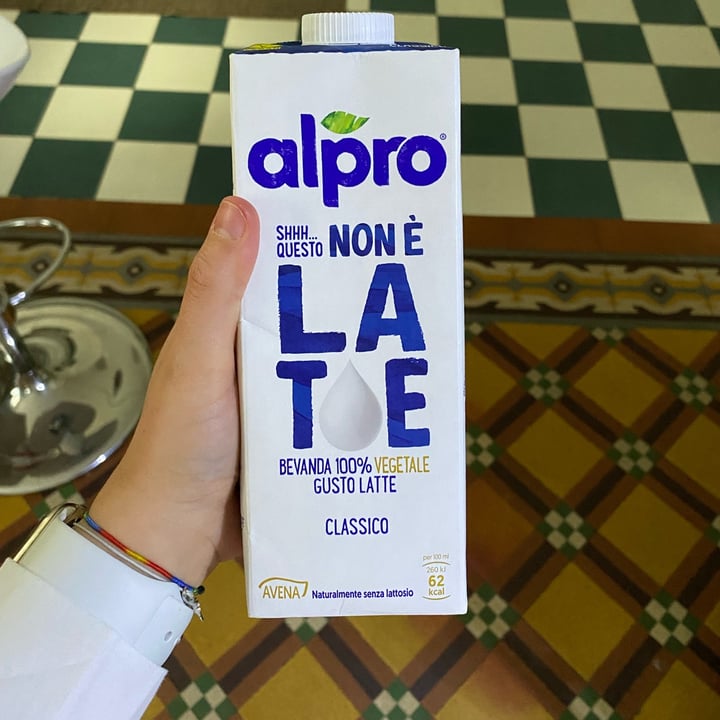 alpro®
SHHH... QUESTO NON È
LA
T E
BEVANDA 100% VEGETALE
GUSTO LATTE
CLASSICO
per 100 ml
260 kJ
62
kcal
AVENA
Naturalmente senza lattosio